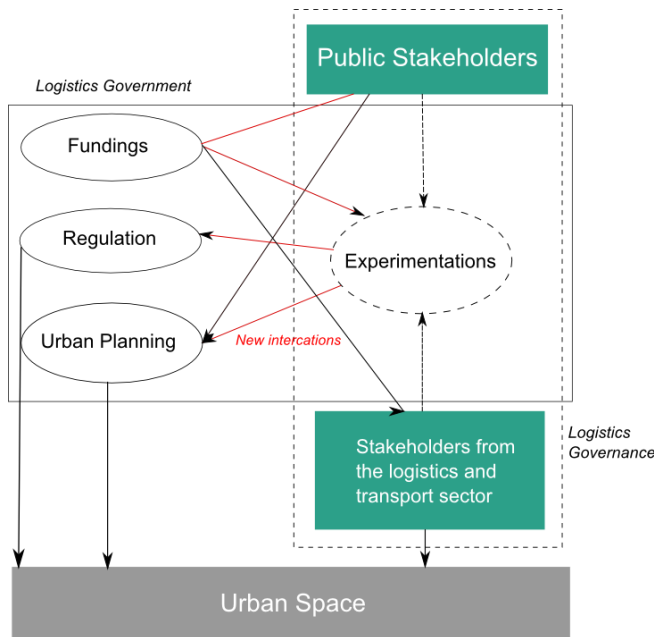 Public Stakeholders
Logistics Government
Fundings
Regulation
Experimentations
Urban Planning
New intercations
Stakeholders from
the logistics and
transport sector
Logistics
Governance
Urban Space